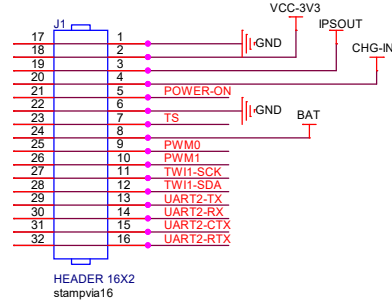 VCC-3V3
IPSOUT
J1
17 1
GND
18 2
CHG-IN
19 3
20 4
21 5 POWER-ON
22 6
GND
23 7 TS
BAT
24 8
25 9 PWM0
26 10 PWM1
27 11 TWI1-SCK
28 12 TWI1-SDA
29 13 UART2-TX
30 14 UART2-RX
31 15 UART2-CTX
32 16 UART2-RTX
HEADER 16X2
stampvia16